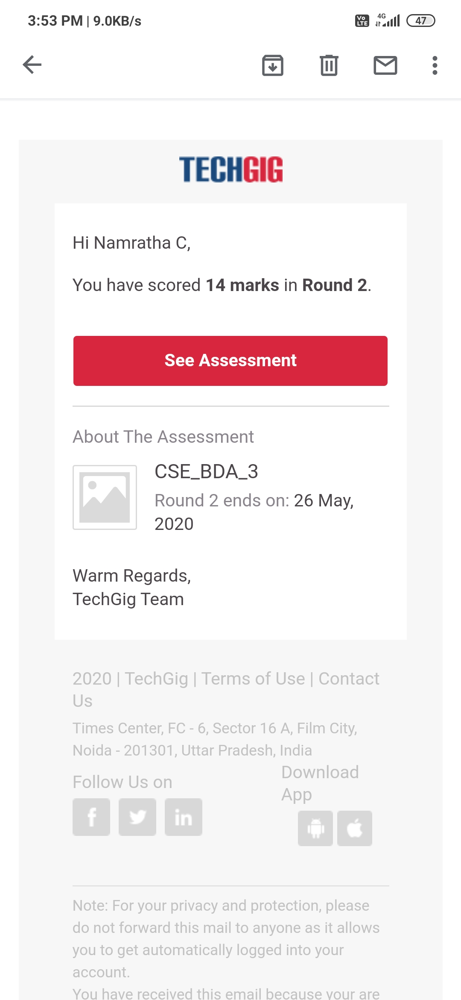 3:53 PM | 9.0KB/s
Vo LTE 4G 47
TECHGIG
Hi Namratha C,
You have scored 14 marks in Round 2.
See Assessment
About The Assessment
CSE_BDA_3
Round 2 ends on: 26 May,
2020
Warm Regards,
TechGig Team
2020 | TechGig | Terms of Use | Contact
Us
Times Center, FC - 6, Sector 16 A, Film City,
Noida - 201301, Uttar Pradesh, India
Follow Us on
Download
App
f in
Note: For your privacy and protection, please
do not forward this mail to anyone as it allows
you to get automatically logged into your
account.
You have received this email because your are